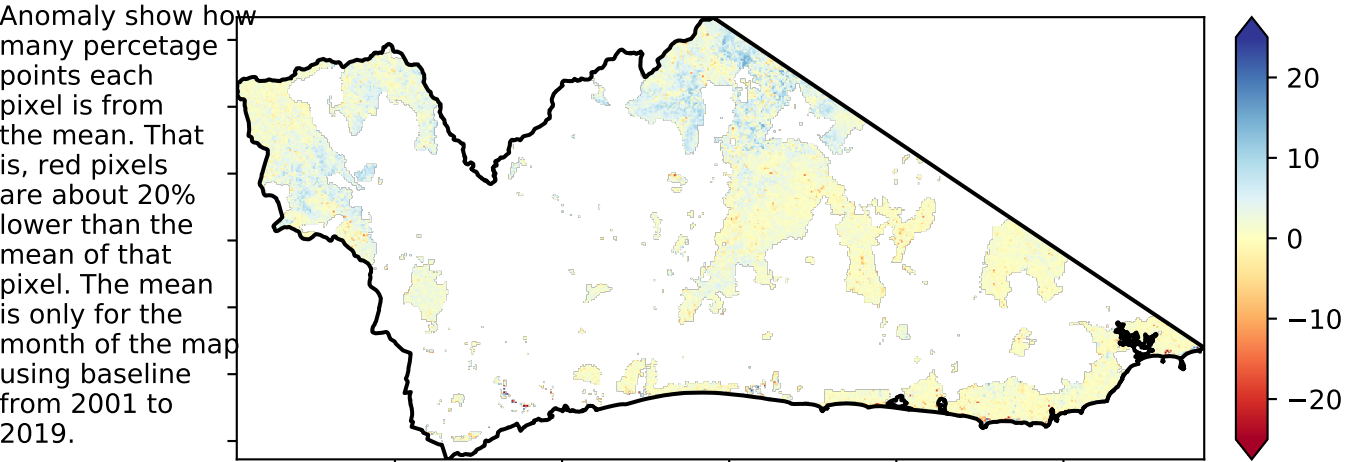 Anomaly show how
many percetage
points each
pixel is from
the mean. That
is, red pixels
are about 20%
lower than the
mean of that
pixel. The mean
is only for the
month of the map
using baseline
from 2001 to
2019.
20
10
0
−10
−20